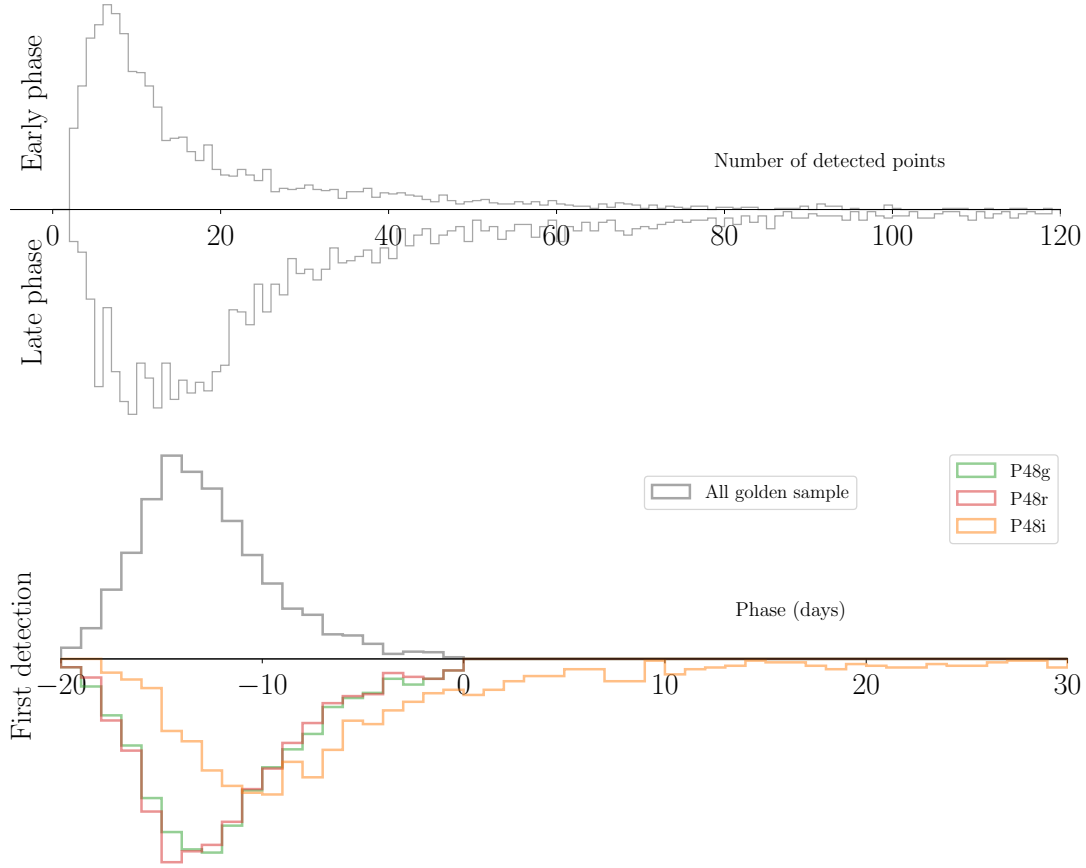 Early phase
Number of detected points
0 20 40 60 80 100 120
Late phase
P48g
All golden sample
P48r
P48i
First detection
Phase (days)
−20 −10 0 10 20 30